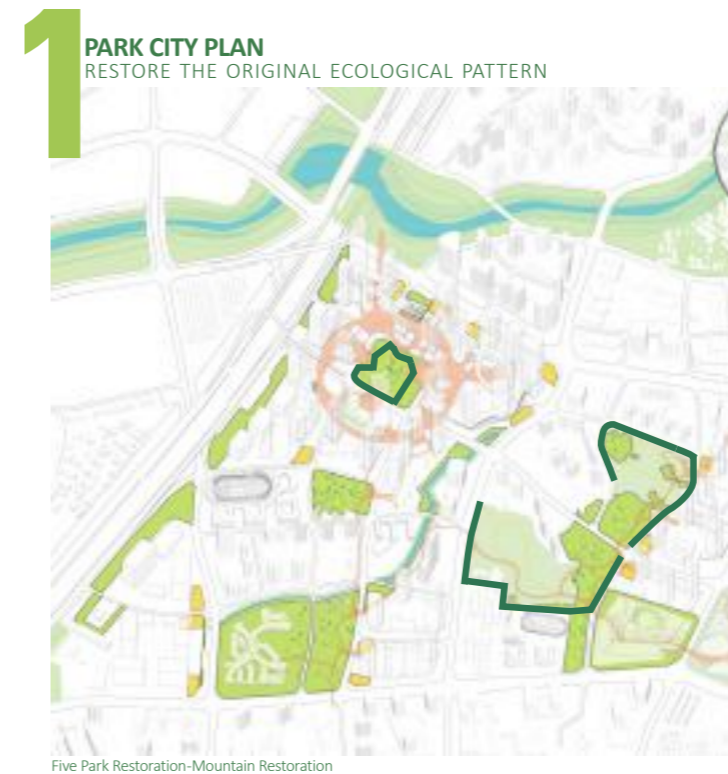 1
PARK CITY PLAN
RESTORE THE ORIGINAL ECOLOGICAL PATTERN
Five Park Restoration-Mountain Restoration